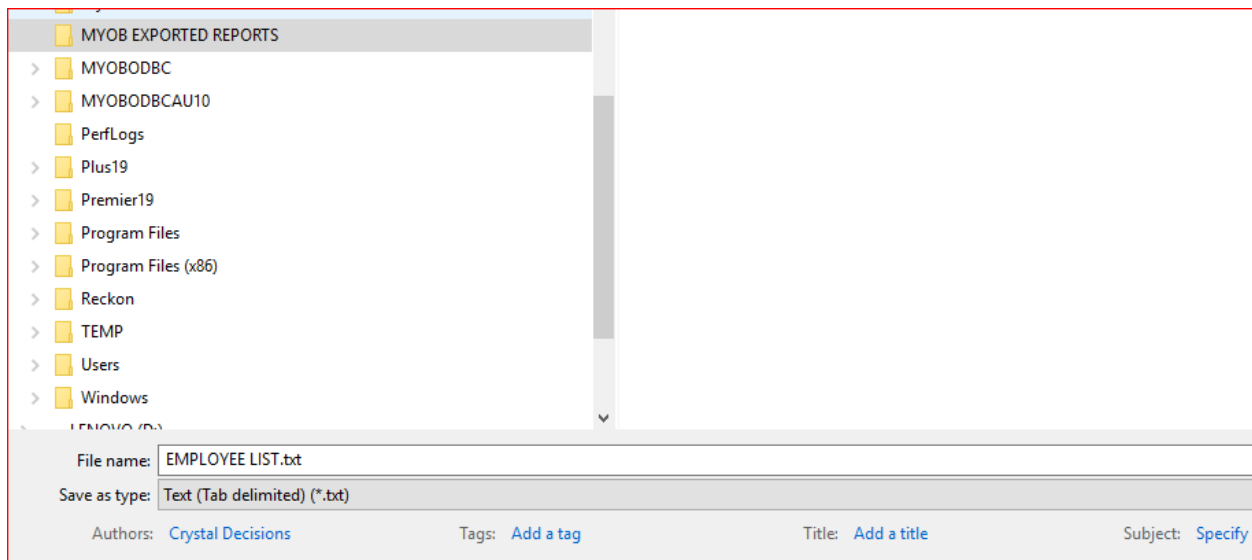 MYOB EXPORTED REPORTS
MYOBODBC
MYOBODBCAU10
PerfLogs
Plus19
Premier19
Program Files
Program Files (x86)
Reckon
TEMP
Users
Windows
LENOVO (D:)
File name: EMPLOYEE LIST.txt
Save as type: Text (Tab delimited) (*.txt)
Authors: Crystal Decisions Tags: Add a tag Title: Add a title Subject: Specify